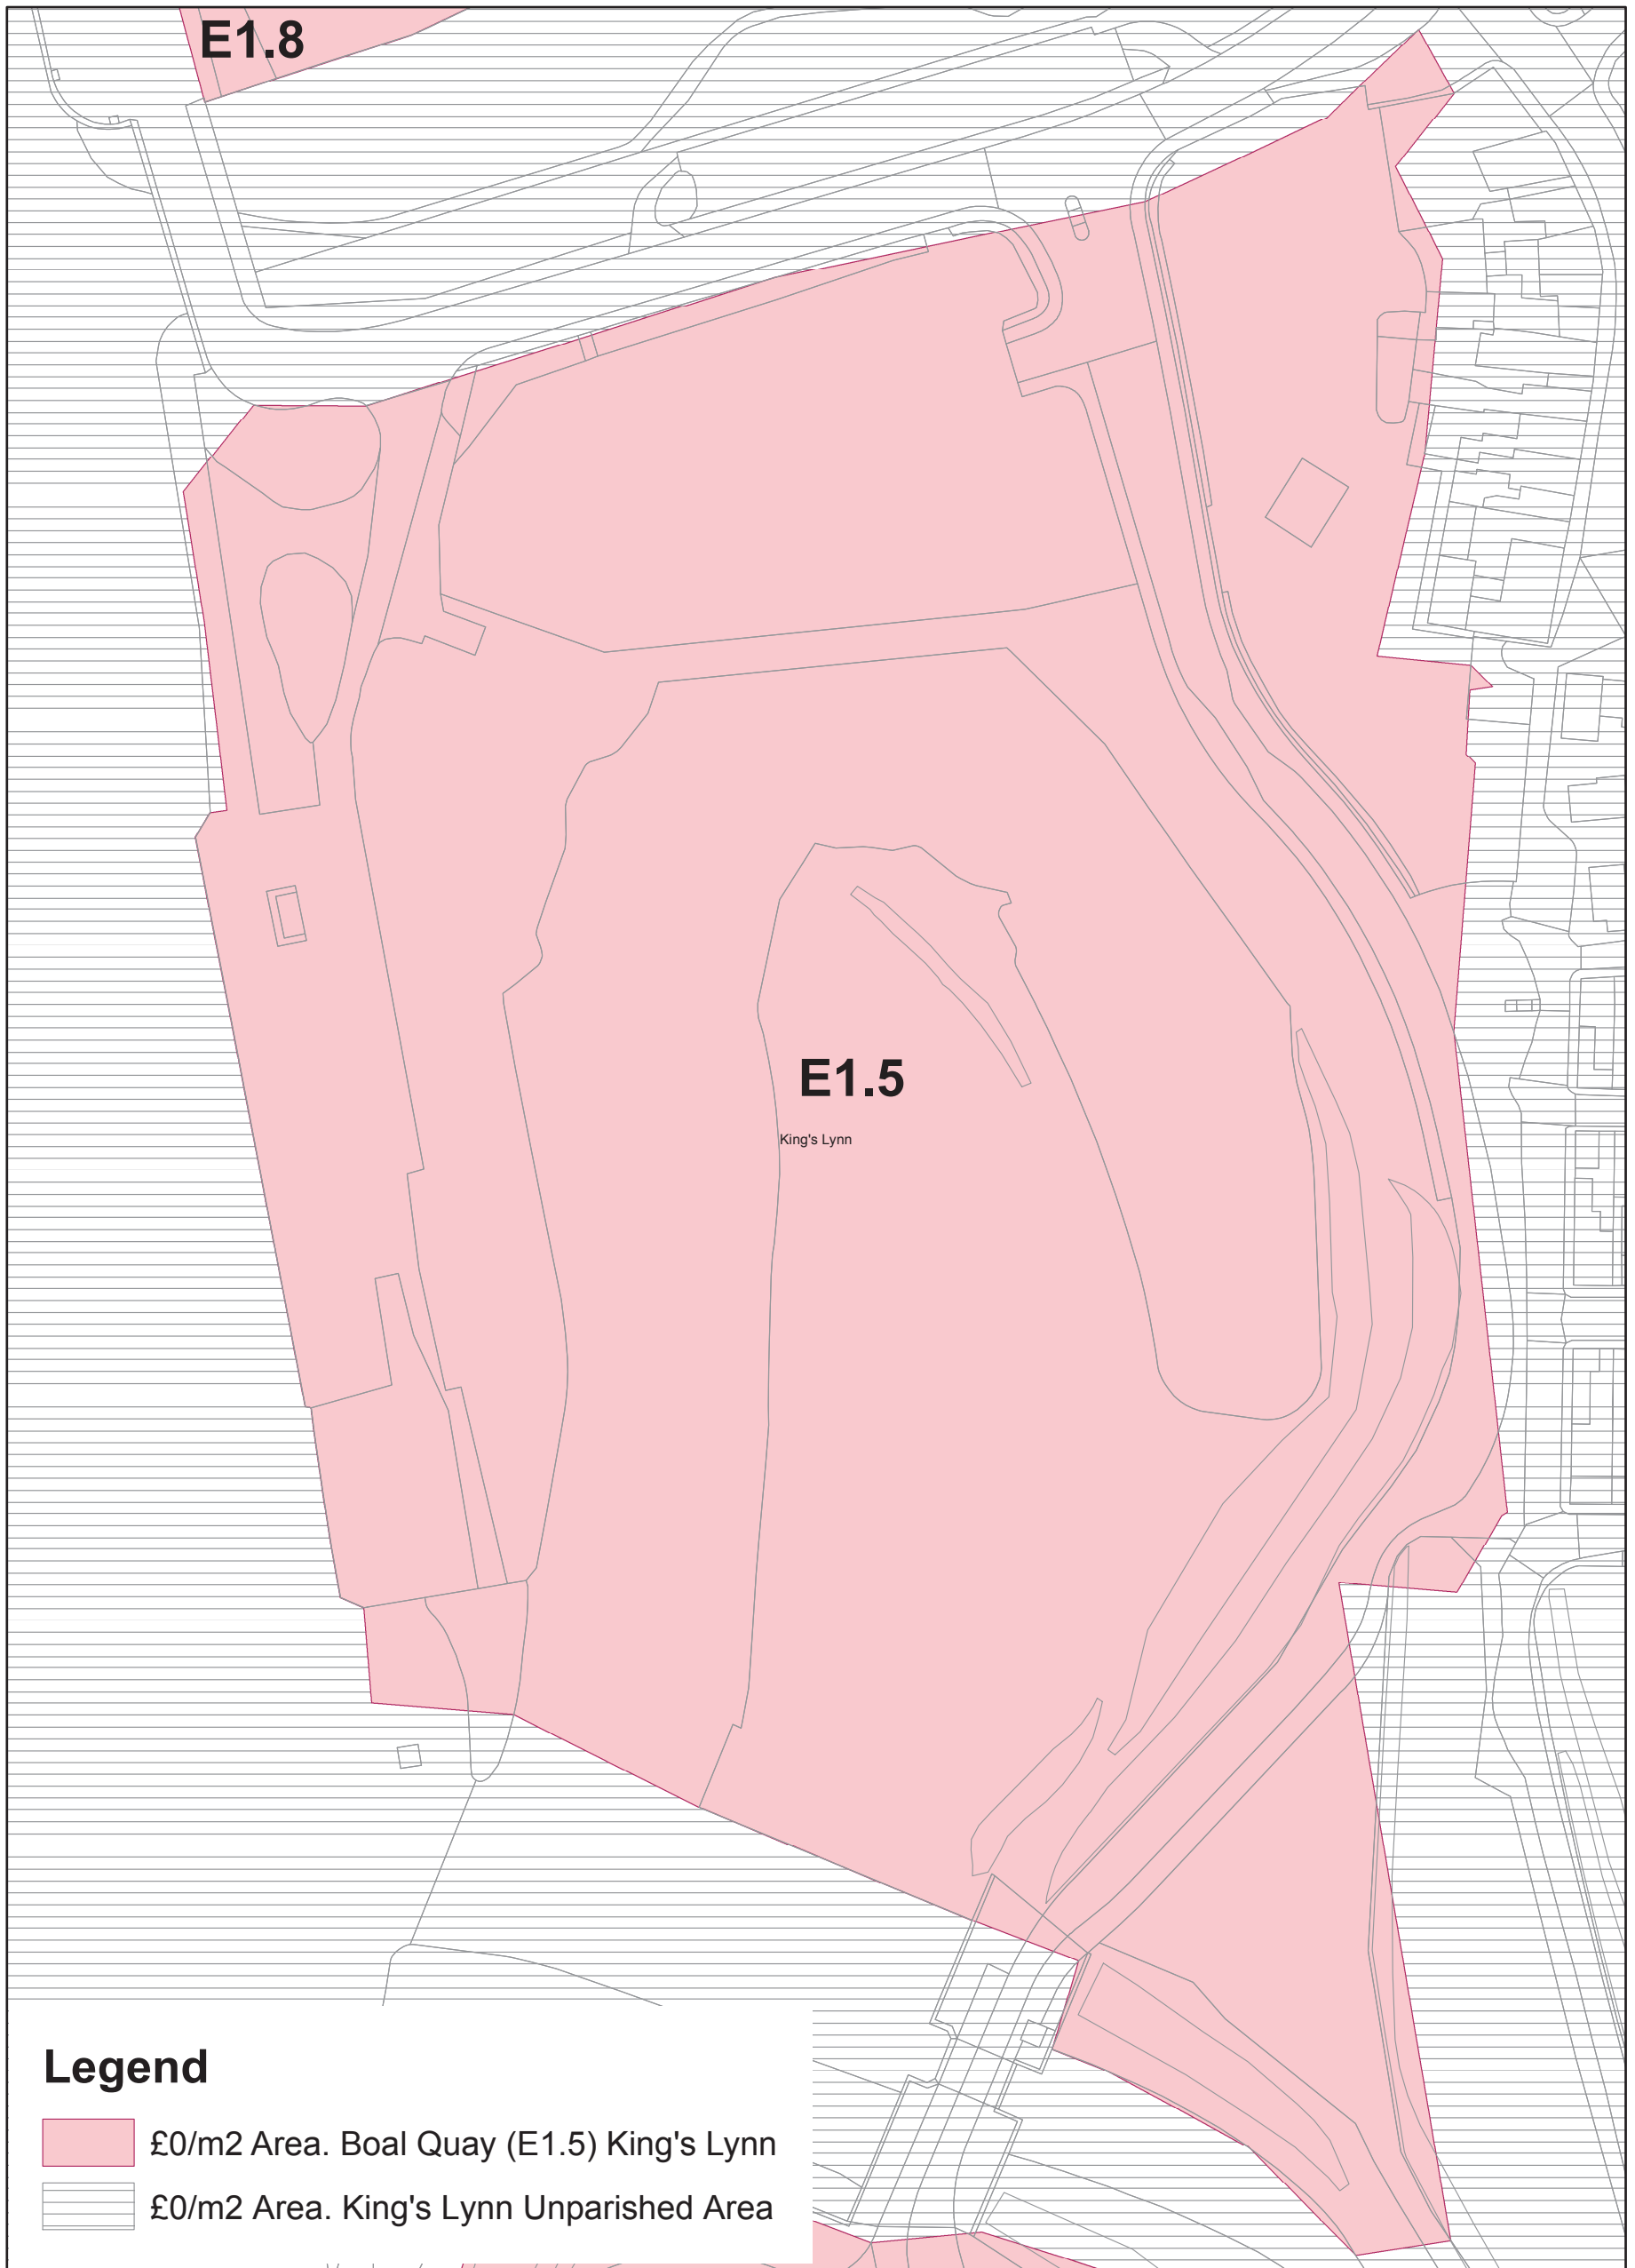 E1.8
E1.5
King's Lynn
Legend
£0/m2 Area. Boal Quay (E1.5) King's Lynn
£0/m2 Area. King's Lynn Unparished Area